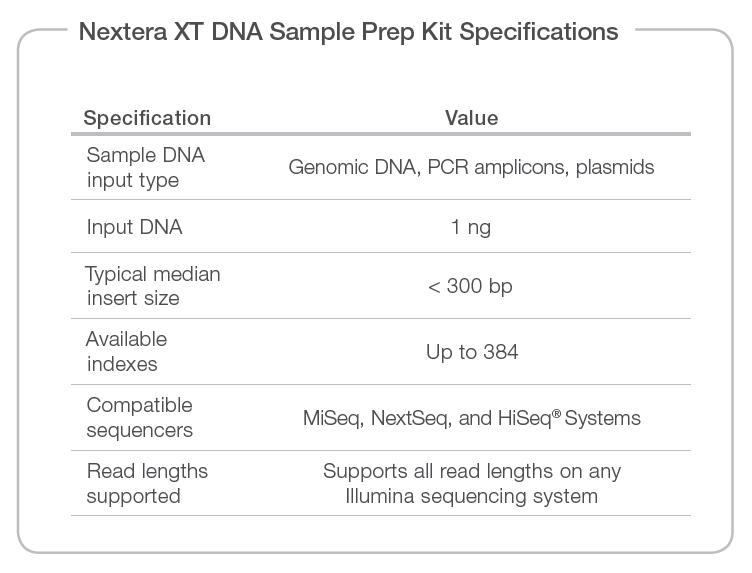 Nextera XT DNA Sample Prep Kit Specifications
Specification Value
Sample DNA
input type
Genomic DNA, PCR amplicons, plasmids
Input DNA
1 ng
Typical median
insert size
< 300 bp
Available
indexes
Up to 384
Compatible
sequencers
MiSeq, NextSeq, and HiSeq® Systems
Read lengths
supported
Supports all read lengths on any
Illumina sequencing system